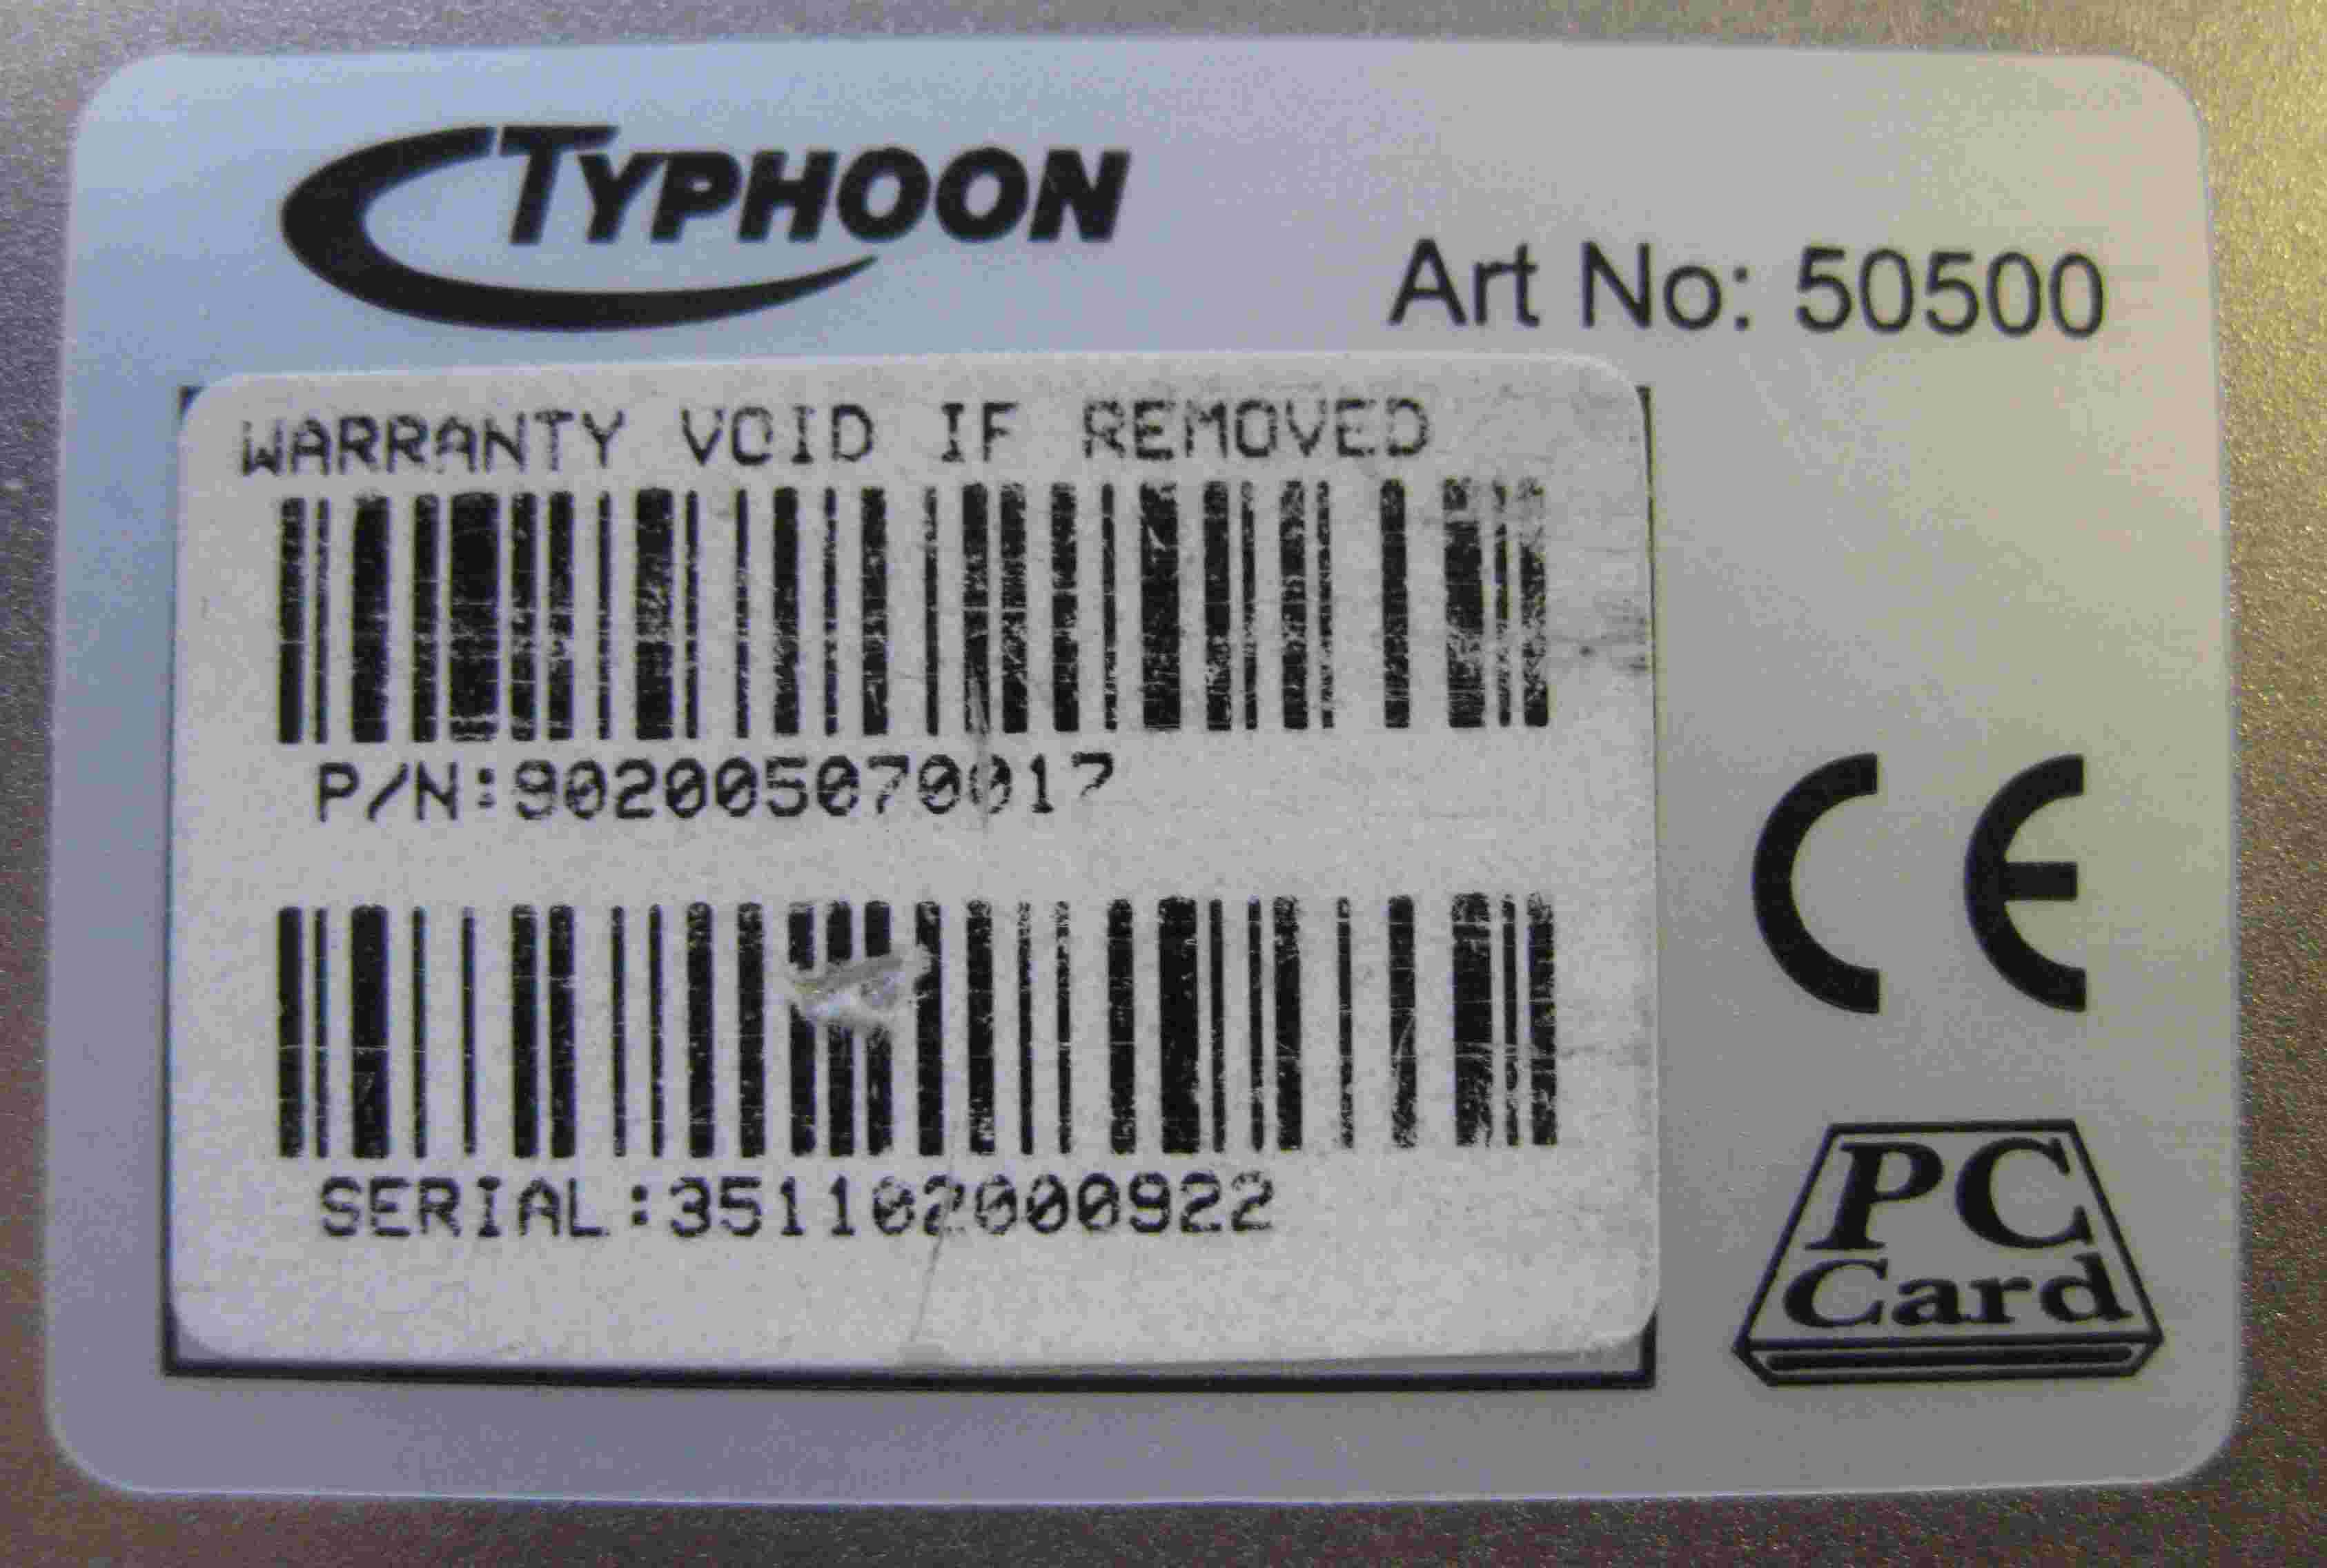 TYPHOON
Art No: 50500
WARRANTY VOID IF REMOVED
P/N:902005070017
SERIAL:351102000922
CE
PC
Card